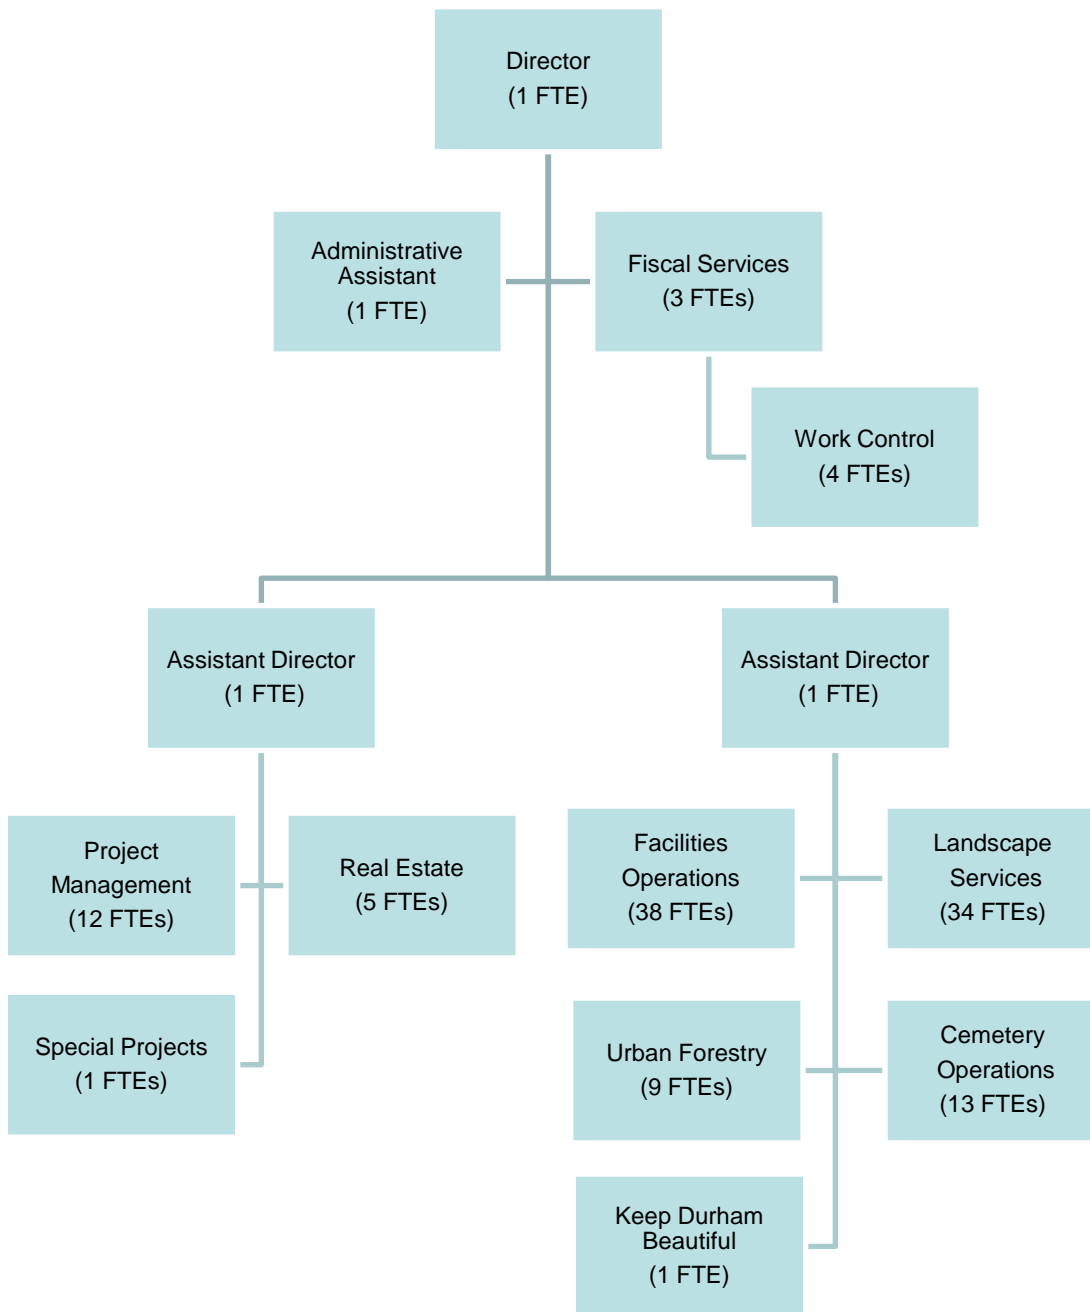 Director
(1 FTE)
Administrative
Assistant
(1 FTE)
Fiscal Services
(3 FTEs)
Work Control
(4 FTEs)
Assistant Director
(1 FTE)
Assistant Director
(1 FTE)
Project
Management
(12 FTEs)
Real Estate
(5 FTEs)
Special Projects
(1 FTEs)
Facilities
Operations
(38 FTEs)
Landscape
Services
(34 FTEs)
Urban Forestry
(9 FTEs)
Cemetery
Operations
(13 FTEs)
Keep Durham
Beautiful
(1 FTE)